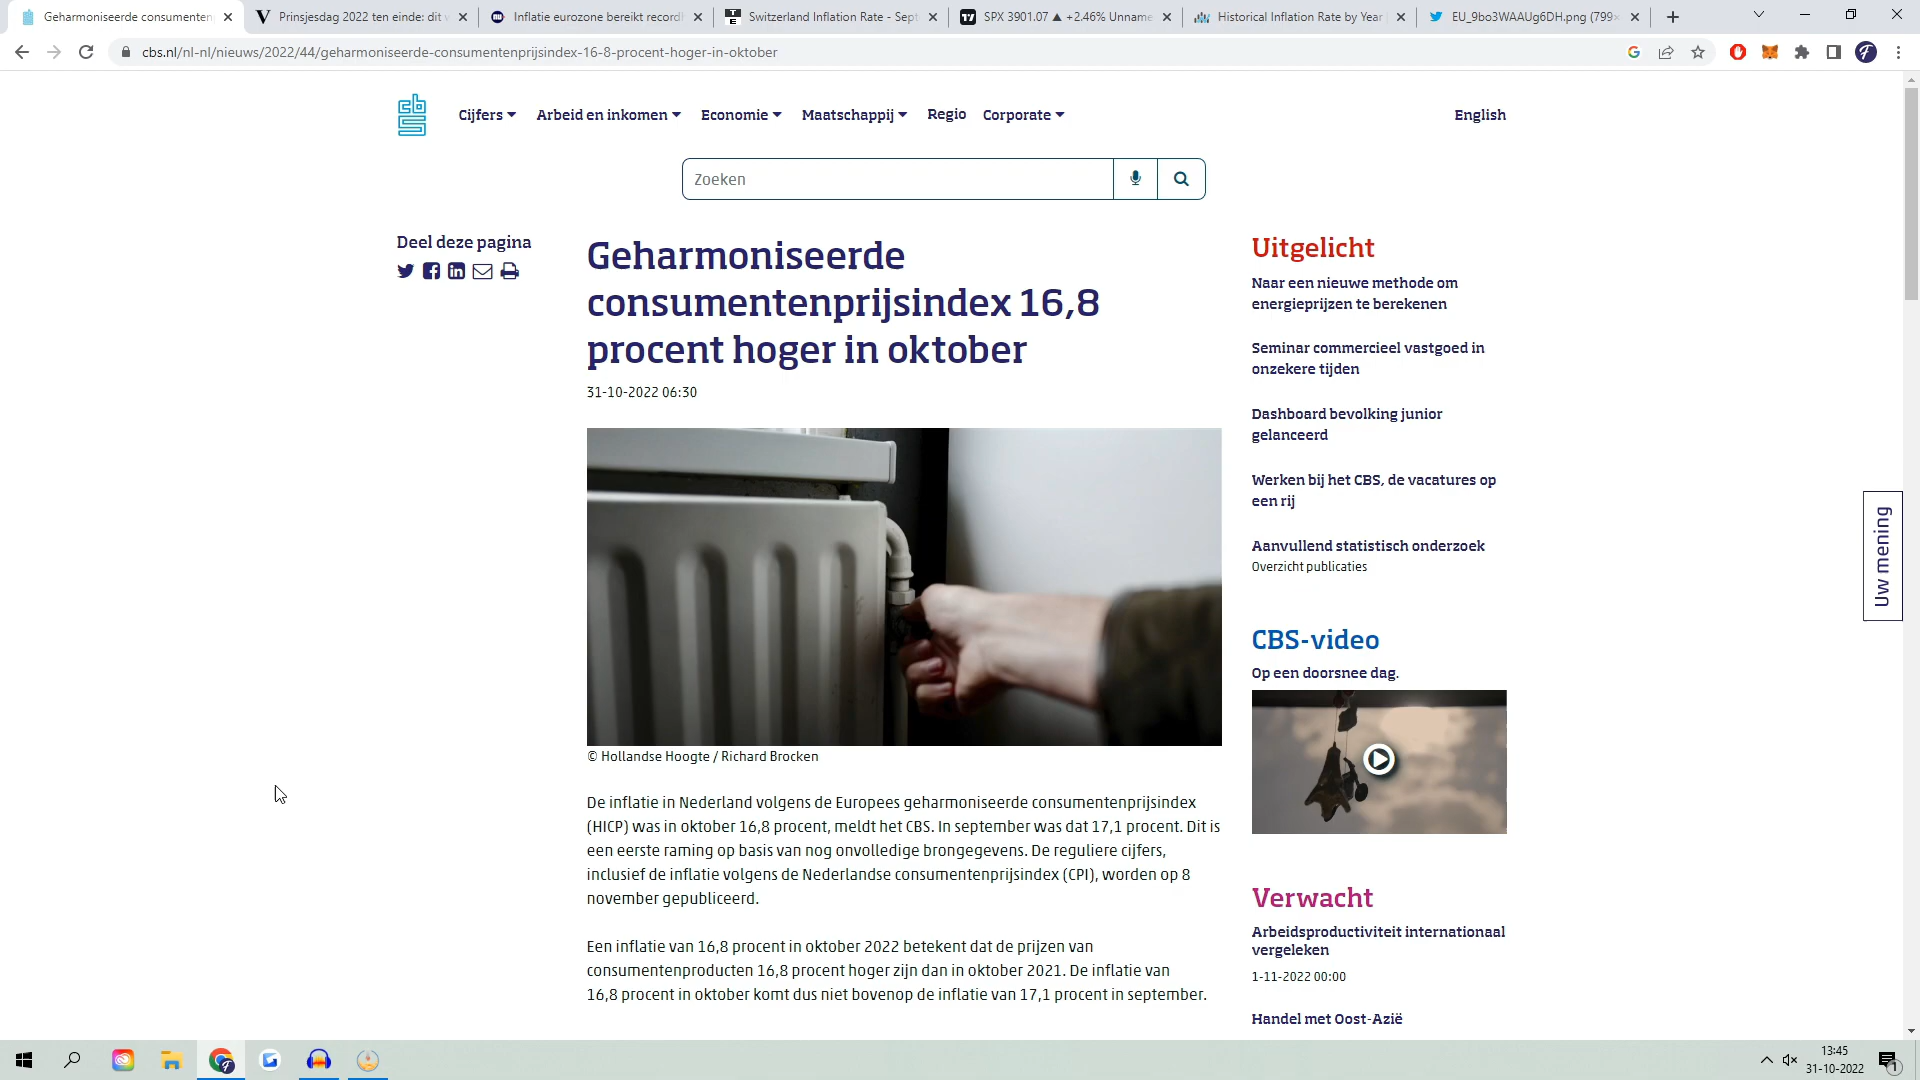 Geharmoniseerde consumenten
Prinsjesdag 2022 ten einde: dit v
Inflatie eurozone bereikt record
Switzerland Inflation Rate - Sept
SPX 3901.07 ▲ +2.46% Unname
Historical Inflation Rate by Year
EU_9bo3WAAUg6DH.png (799×
cbs.nl/nl-nl/nieuws/2022/44/geharmoniseerde-consumentenprijsindex-16-8-procent-hoger-in-oktober
Cijfers
Arbeid en inkomen
Economie
Maatschappij
Regio
Corporate
English
Zoeken
Deel deze pagina
Geharmoniseerde
consumentenprijsindex 16,8
procent hoger in oktober
31-10-2022 06:30
© Hollandse Hoogte / Richard Brocken
De inflatie in Nederland volgens de Europees geharmoniseerde consumentenprijsindex
(HICP) was in oktober 16,8 procent, meldt het CBS. In september was dat 17,1 procent. Dit is
een eerste raming op basis van nog onvolledige brongegevens. De reguliere cijfers,
inclusief de inflatie volgens de Nederlandse consumentenprijsindex (CPI), worden op 8
november gepubliceerd.
Een inflatie van 16,8 procent in oktober 2022 betekent dat de prijzen van
consumentenproducten 16,8 procent hoger zijn dan in oktober 2021. De inflatie van
16,8 procent in oktober komt dus niet bovenop de inflatie van 17,1 procent in september.
Uitgelicht
Naar een nieuwe methode om
energieprijzen te berekenen
Seminar commercieel vastgoed in
onzekere tijden
Dashboard bevolking junior
gelanceerd
Werken bij het CBS, de vacatures op
een rij
Aanvullend statistisch onderzoek
Overzicht publicaties
CBS-video
Op een doorsnee dag.
Verwacht
Arbeidsproductiviteit internationaal
vergeleken
1-11-2022 00:00
Handel met Oost-Azië
Uw mening
13:45
31-10-2022
1